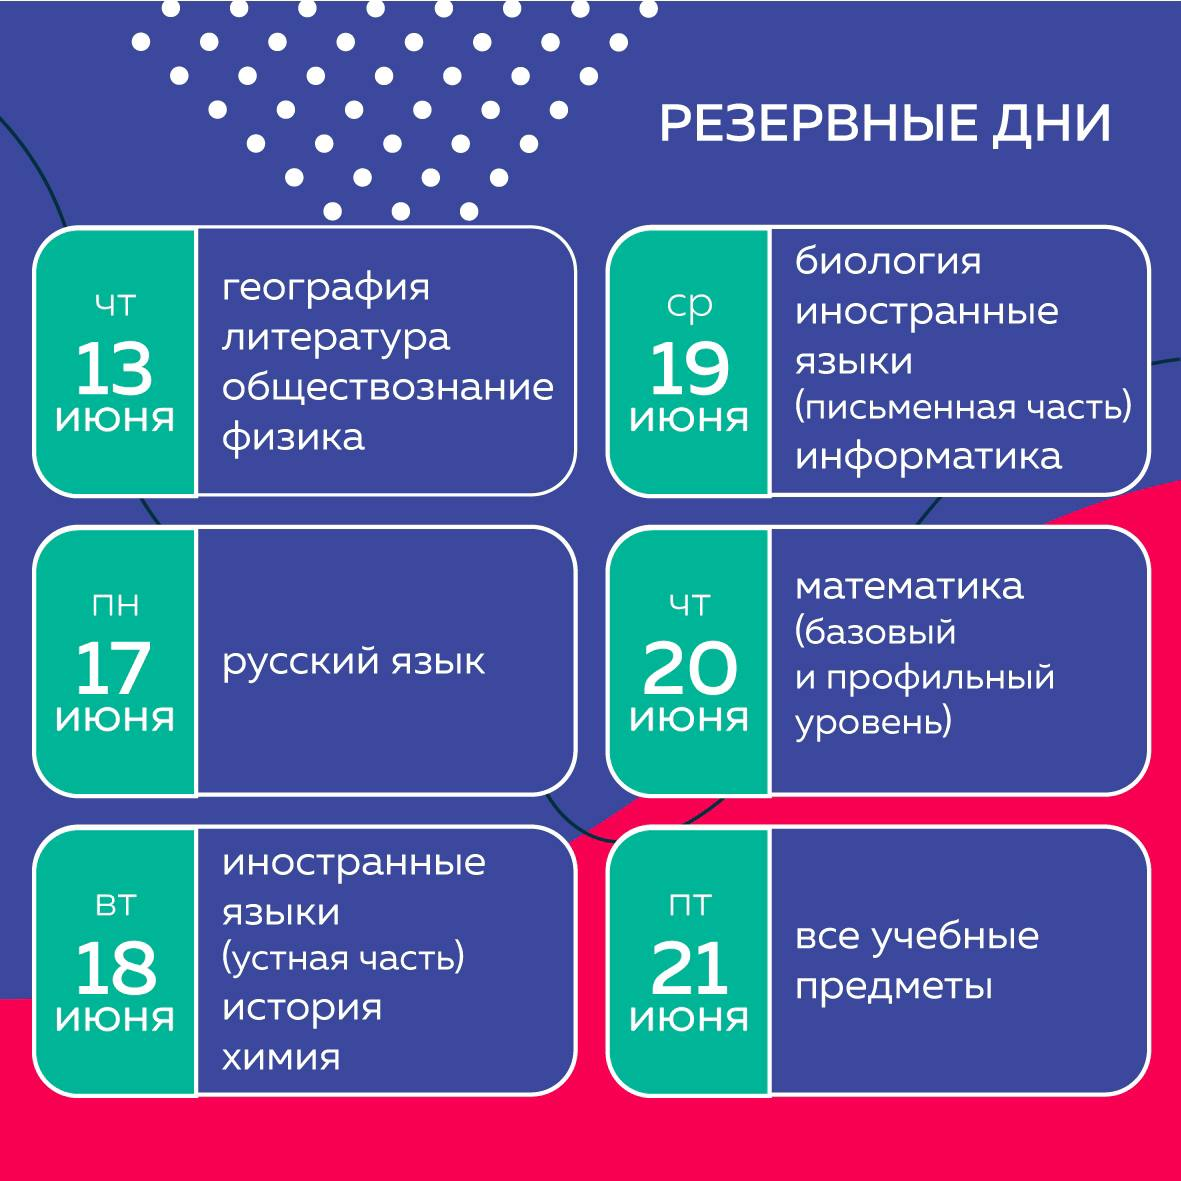 РЕЗЕРВНЫЕ ДНИ
чт
13
июня
география
литература
обществознание
физика
пн
17
июня
русский язык
вт
18
июня
иностранные
языки
(устная часть)
история
химия
ср
19
июня
биология
иностранные
языки
(письменная часть)
информатика
чт
20
июня
математика
(базовый
и профильный
уровень)
пт
21
июня
все учебные
предметы